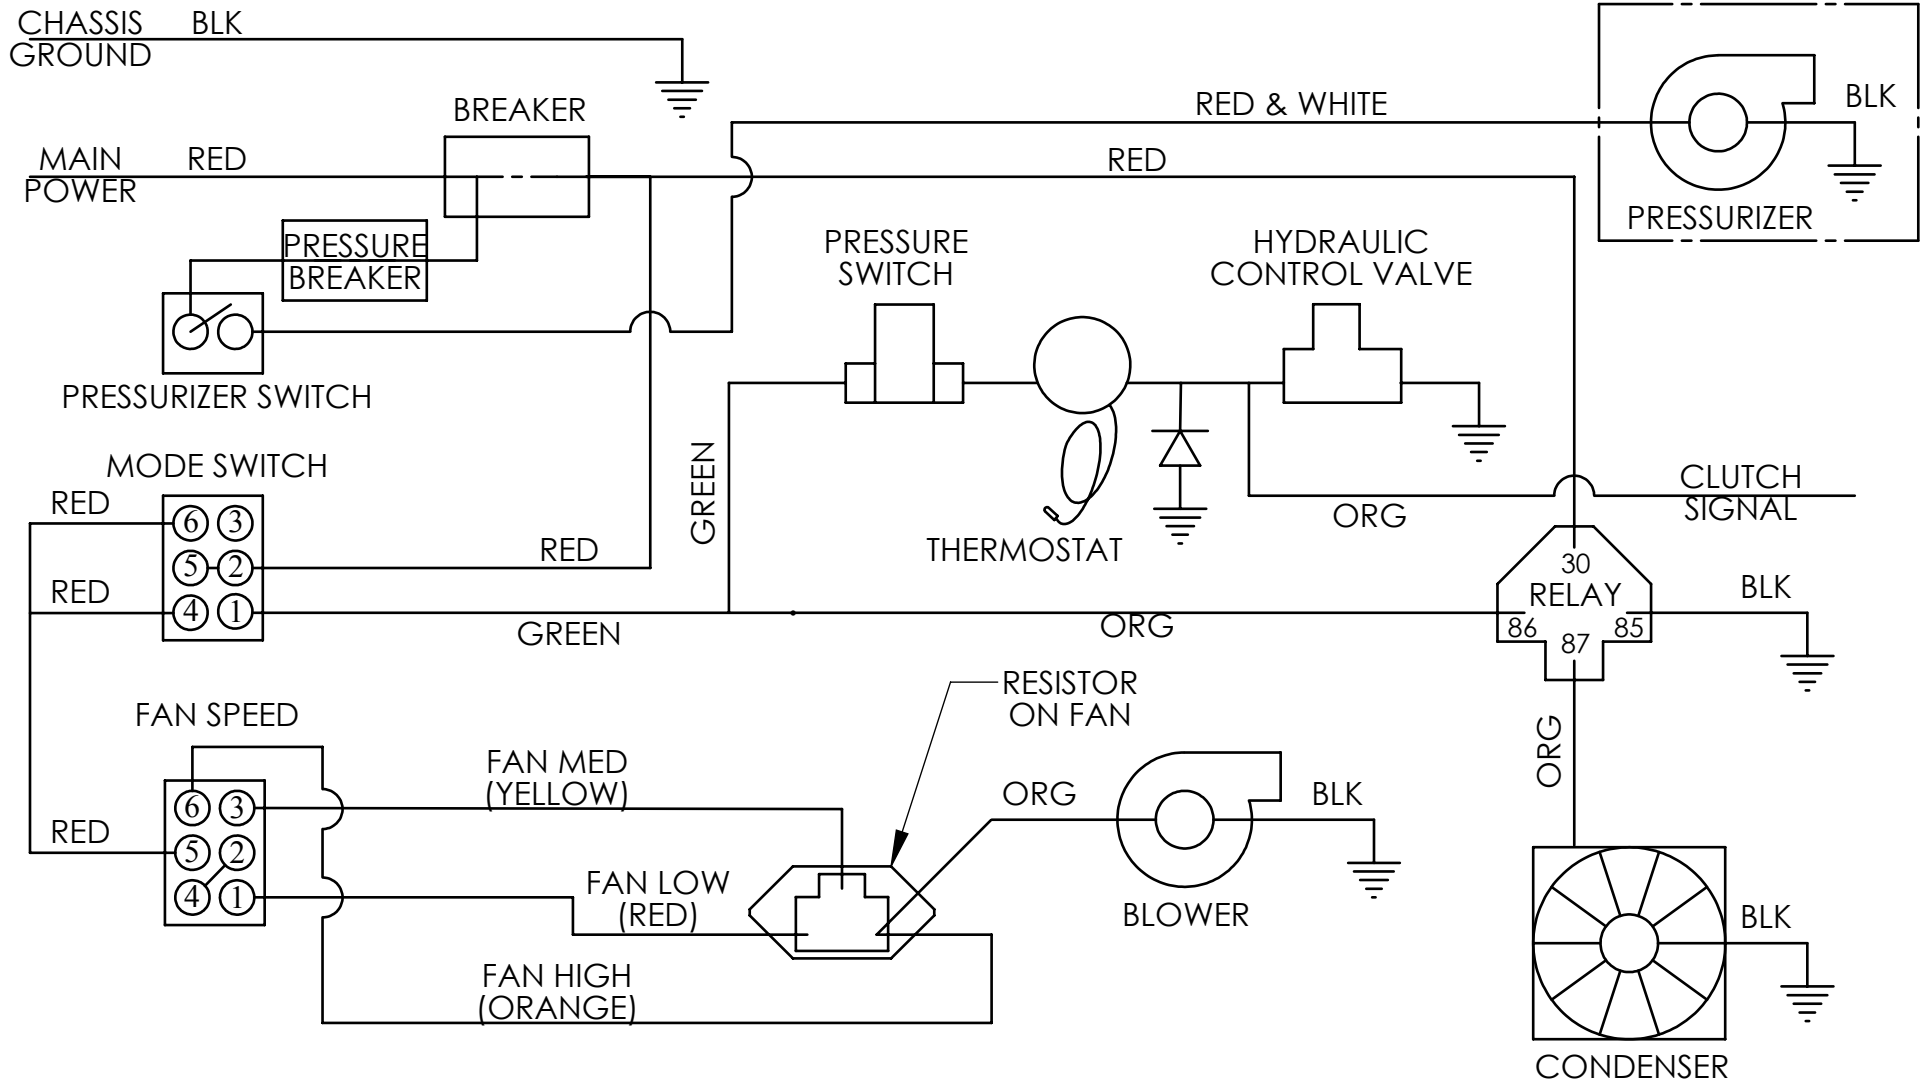 CHASSIS
GROUND
BLK
BREAKER
MAIN
POWER
RED
PRESSURE
BREAKER
PRESSURIZER SWITCH
RED & WHITE
RED
BLK
PRESSURIZER
PRESSURE
SWITCH
HYDRAULIC
CONTROL VALVE
MODE SWITCH
RED
6 3
5 2
RED
RED
4 1
GREEN
GREEN
THERMOSTAT
ORG
CLUTCH
SIGNAL
ORG
30
RELAY
86
87
85
BLK
ORG
FAN SPEED
6 3
5 2
4 1
RED
FAN MED
(YELLOW)
FAN LOW
(RED)
FAN HIGH
(ORANGE)
RESISTOR
ON FAN
ORG
BLK
BLOWER
BLK
CONDENSER